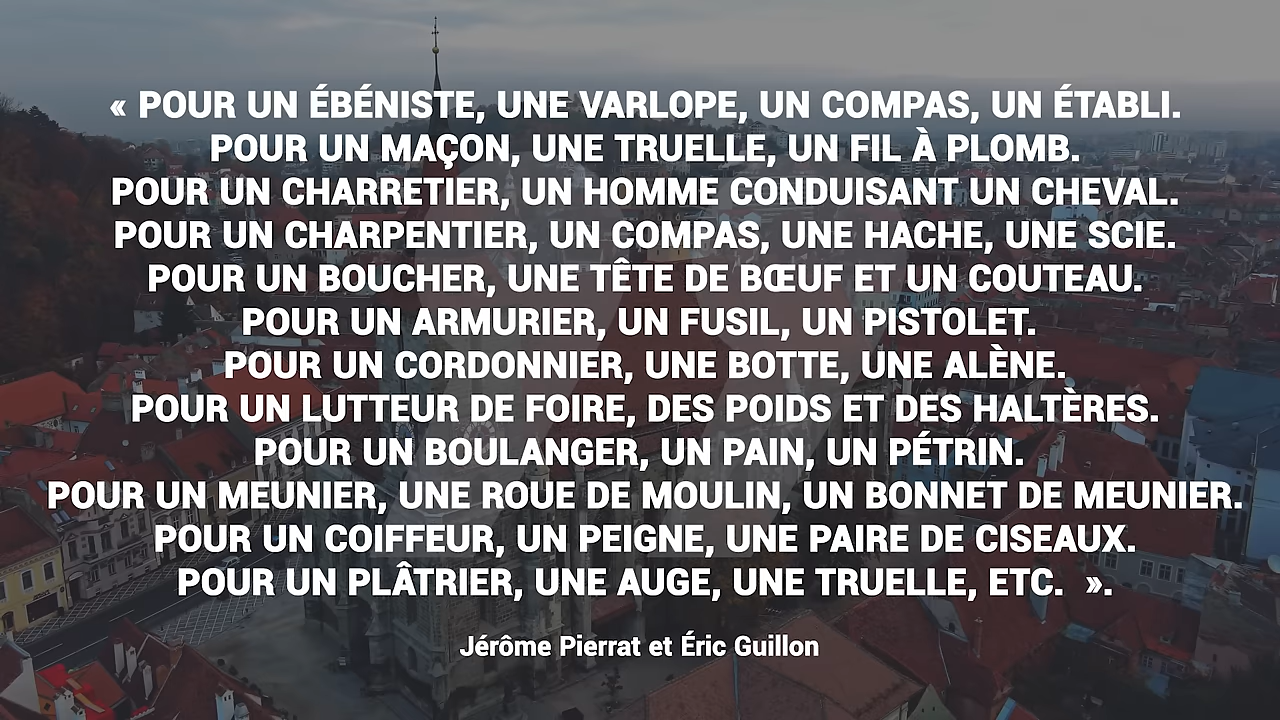 « POUR UN ÉBÉNISTE, UNE VARLOPE, UN COMPAS, UN ÉTABLI.
POUR UN MAÇON, UNE TRUELLE, UN FIL À PLOMB.
POUR UN CHARRETIER, UN HOMME CONDUISANT UN CHEVAL.
POUR UN CHARPENTIER, UN COMPAS, UNE HACHE, UNE SCIE.
POUR UN BOUCHER, UNE TÊTE DE BŒUF ET UN COUTEAU.
POUR UN ARMURIER, UN FUSIL, UN PISTOLET.
POUR UN CORDONNIER, UNE BOTTE, UNE ALÈNE.
POUR UN LUTTEUR DE FOIRE, DES POIDS ET DES HALTÈRES.
POUR UN BOULANGER, UN PAIN, UN PÉTRIN.
POUR UN MEUNIER, UNE ROUE DE MOULIN, UN BONNET DE MEUNIER.
POUR UN COIFFEUR, UN PEIGNE, UNE PAIRE DE CISEAUX.
POUR UN PLÂTRIER, UNE AUGE, UNE TRUELLE, ETC. ».
Jérôme Pierrat et Éric Guillon